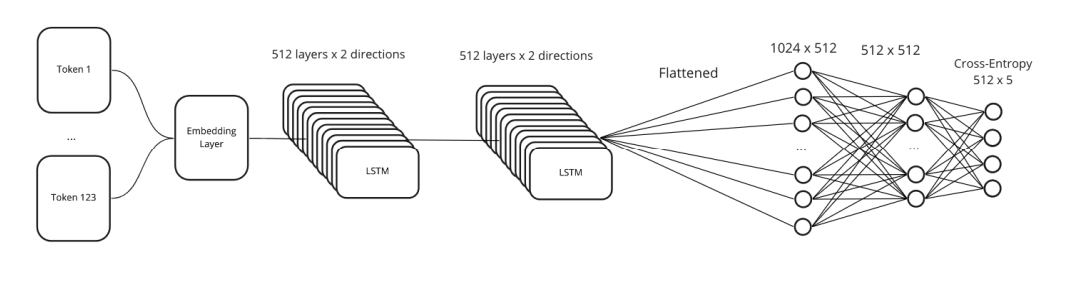 Token 1
...
Token 123
Embedding
Layer
512 layers x 2 directions
LSTM
512 layers x 2 directions
LSTM
Flattened
1024 x 512
...
512 x 512
...
Cross-Entropy
512 x 5